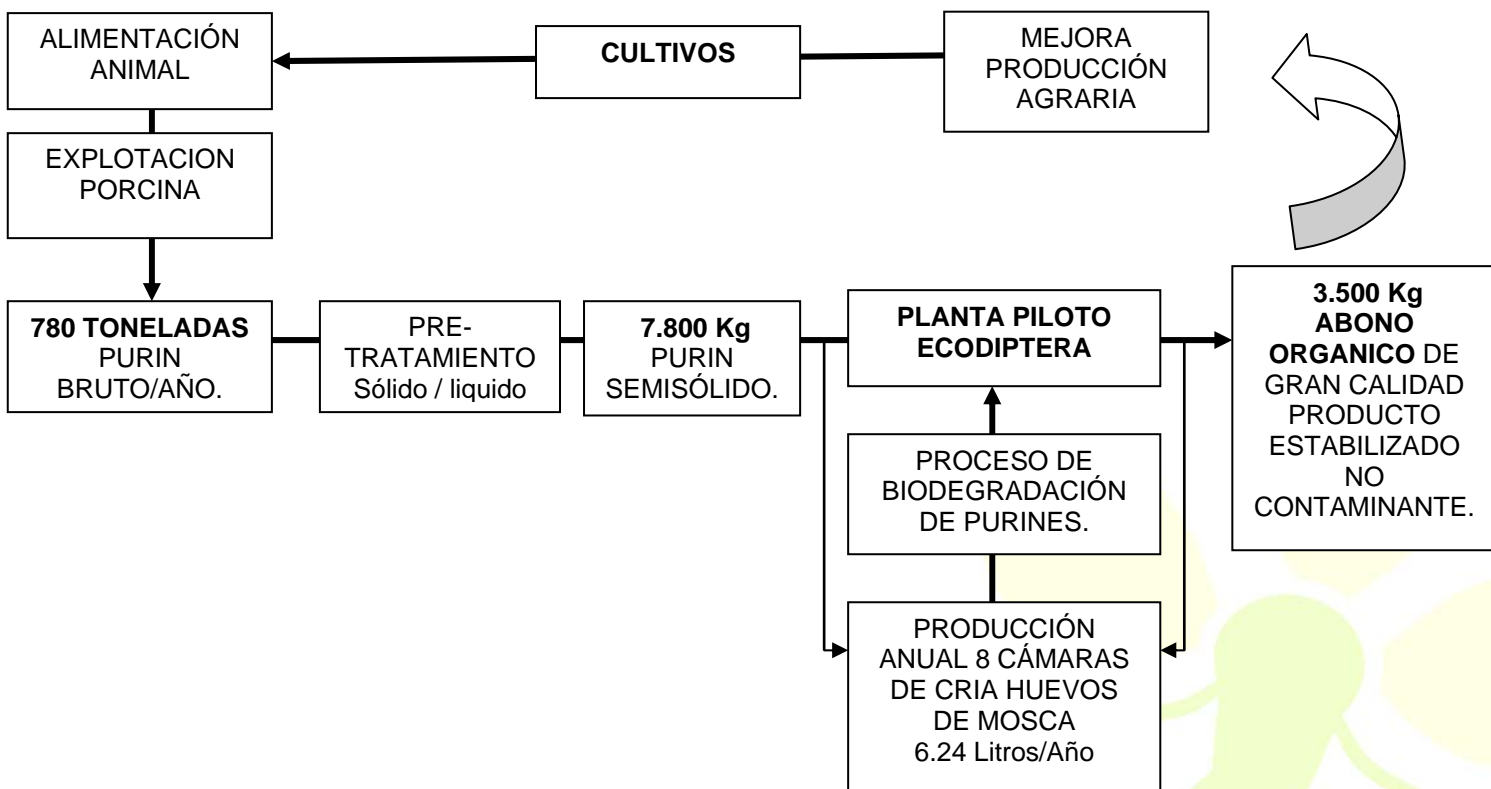 ALIMENTACIÓN
ANIMAL
CULTIVOS
MEJORA
PRODUCCIÓN
AGRARIA
EXPLOTACION
PORCINA
780 TONELADAS
PURIN
BRUTO/AÑO.
PRE-
TRATAMIENTO
Sólido / liquido
7.800 Kg
PURIN
SEMISÓLIDO.
PLANTA PILOTO
ECODIPTERA
3.500 Kg
ABONO
ORGANICO DE
GRAN CALIDAD
PRODUCTO
ESTABILIZADO
NO
CONTAMINANTE.
PROCESO DE
BIODEGRADACIÓN
DE PURINES.
PRODUCCIÓN
ANUAL 8 CÁMARAS
DE CRIA HUEVOS
DE MOSCA
6.24 Litros/Año